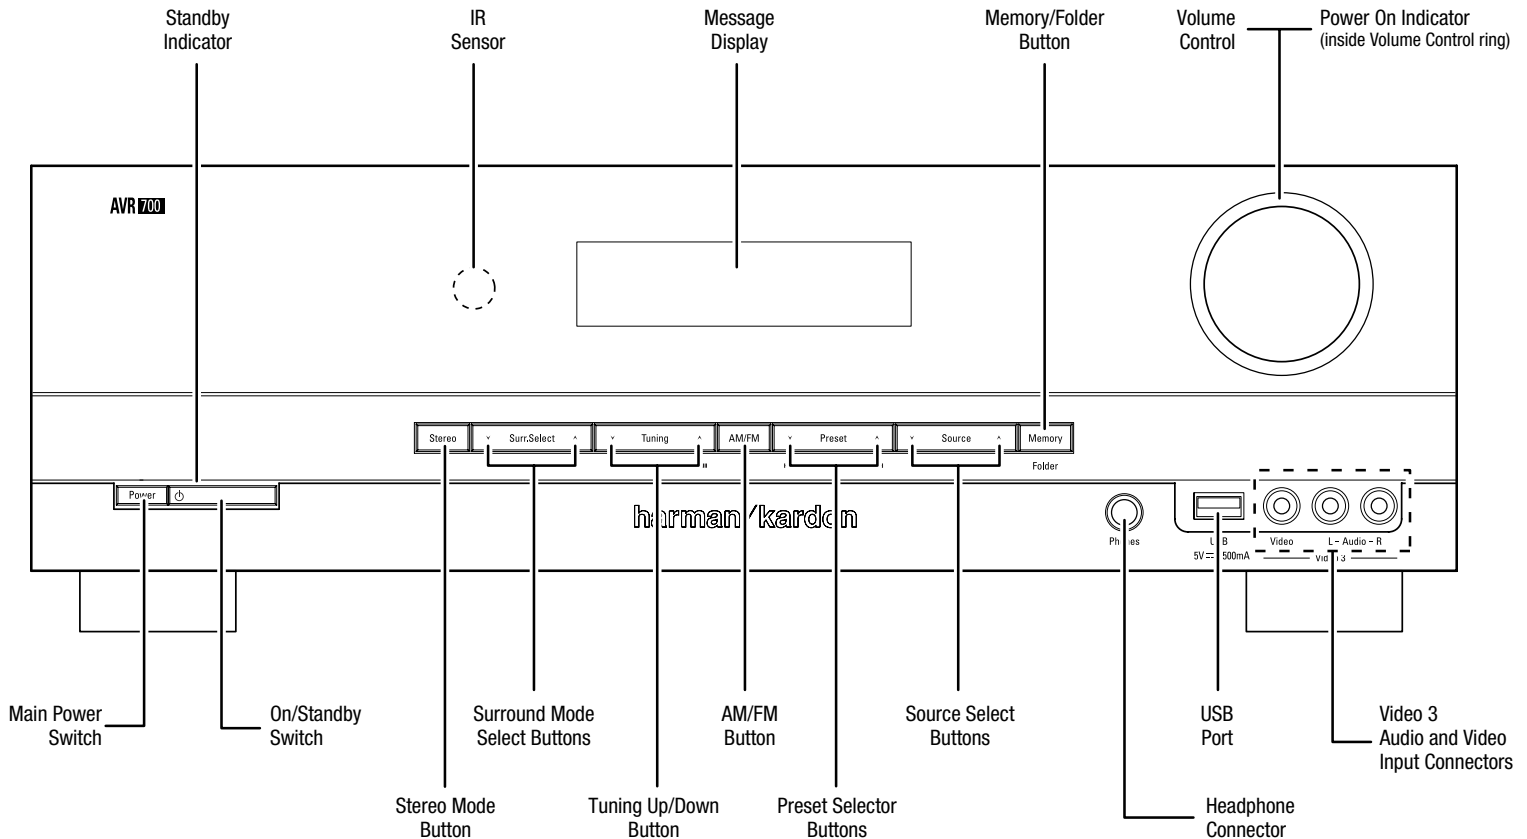 Standby
Indicator
IR
Sensor
Message
Display
Memory/Folder
Button
Volume
Control
Power On Indicator
(inside Volume Control ring)
AVR 700
Stereo
Surr.Select
Tuning
AM/FM
Preset
Source
Memory
Folder
Power
harman/kardon
Phones
USB
5V 500mA
Video
L - Audio - R
Video 3
Main Power
Switch
On/Standby
Switch
Surround Mode
Select Buttons
AM/FM
Button
Source Select
Buttons
USB
Port
Video 3
Audio and Video
Input Connectors
Stereo Mode
Button
Tuning Up/Down
Button
Preset Selector
Buttons
Headphone
Connector